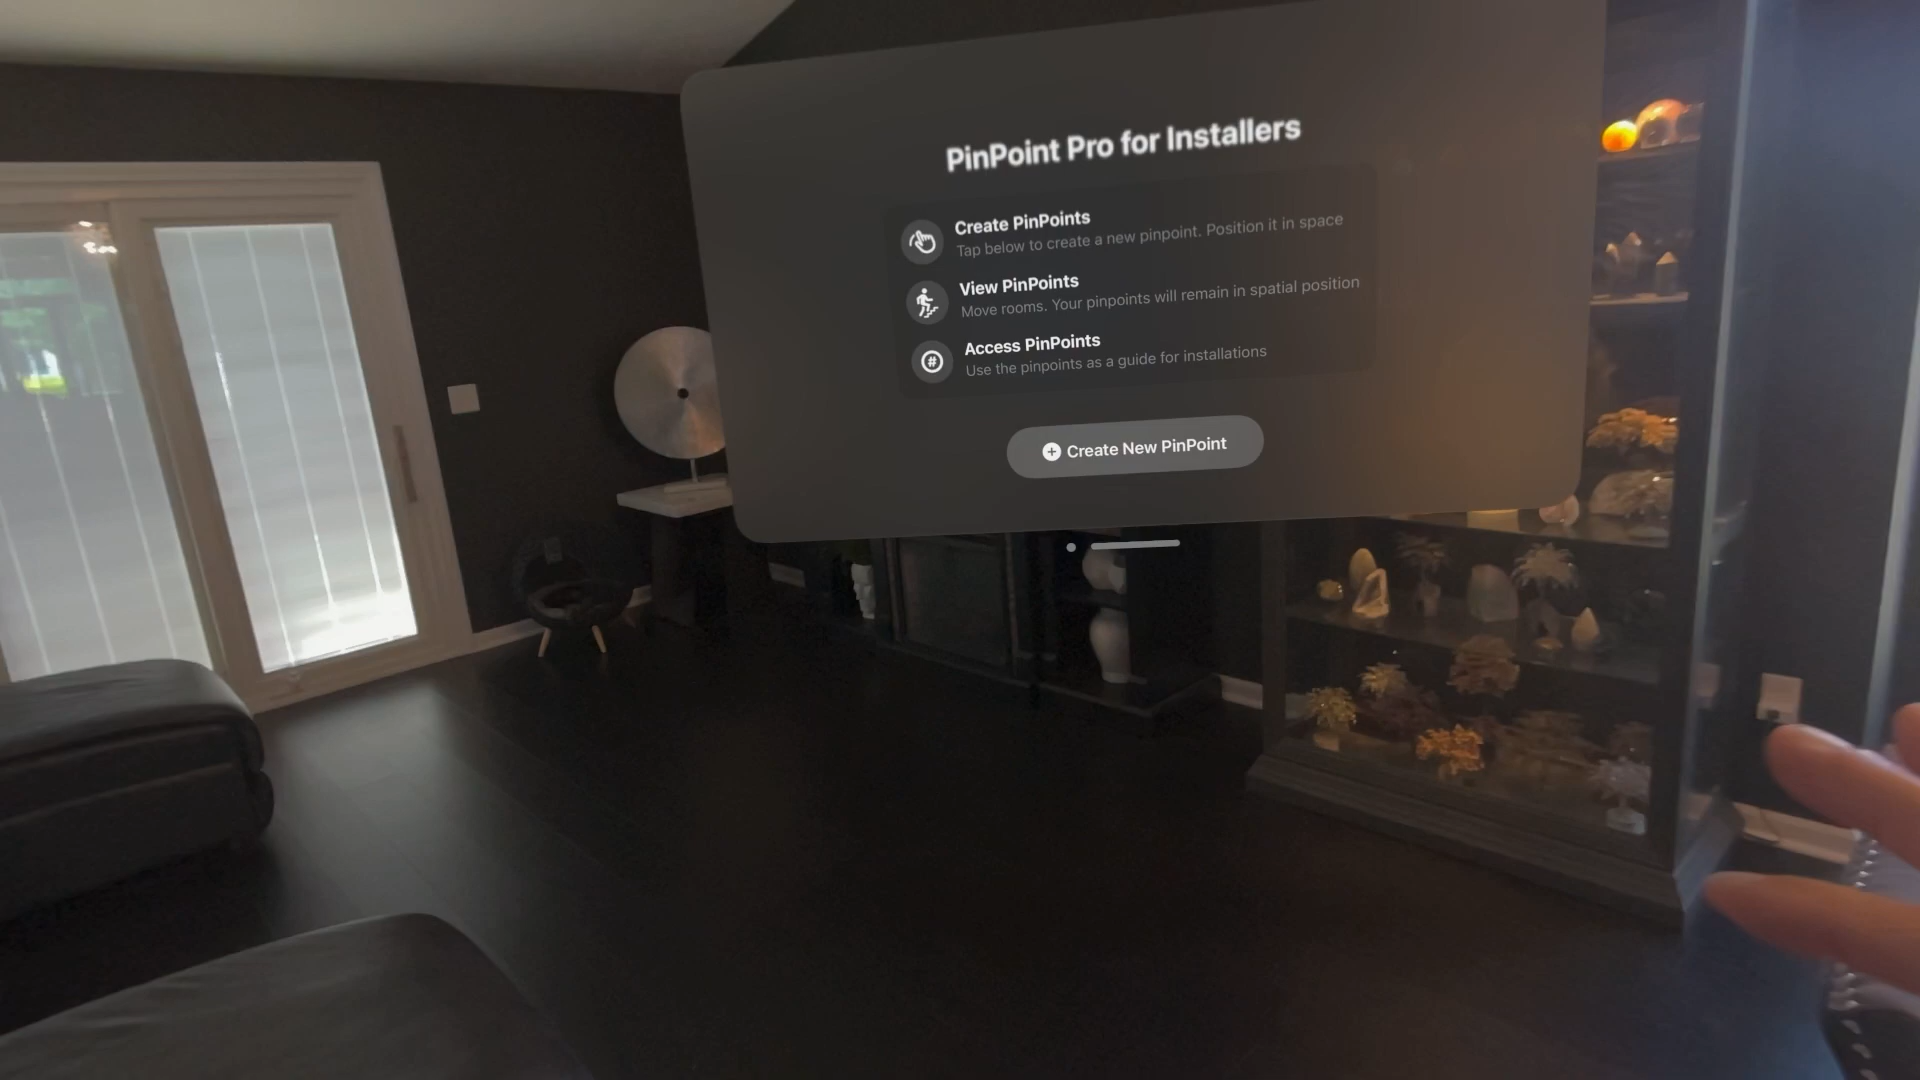 PinPoint Pro for Installers
Create PinPoints
Tap below to create a new pinpoint. Position it in space
View PinPoints
Move rooms. Your pinpoints will remain in spatial position
#
Access PinPoints
Use the pinpoints as a guide for installations
Create New PinPoint